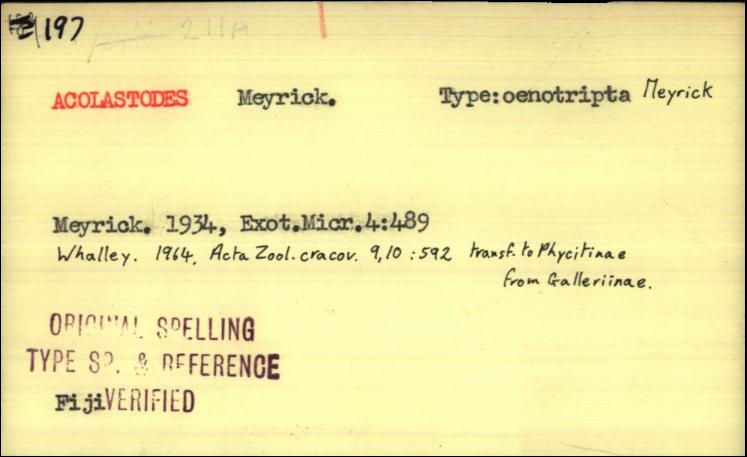 197 211A
ACOLASTODES Meyrick. Type:oenotripta Meyrick
Meyrick. 1934, Exot.Micr.4:489
Whalley. 1964, Acta Zool. cracov. 9,10:592 transf. to Phycitinae
from Galleriinae.
ORIGINAL SPELLING
TYPE SP. & REFERENCE
Fiji VERIFIED